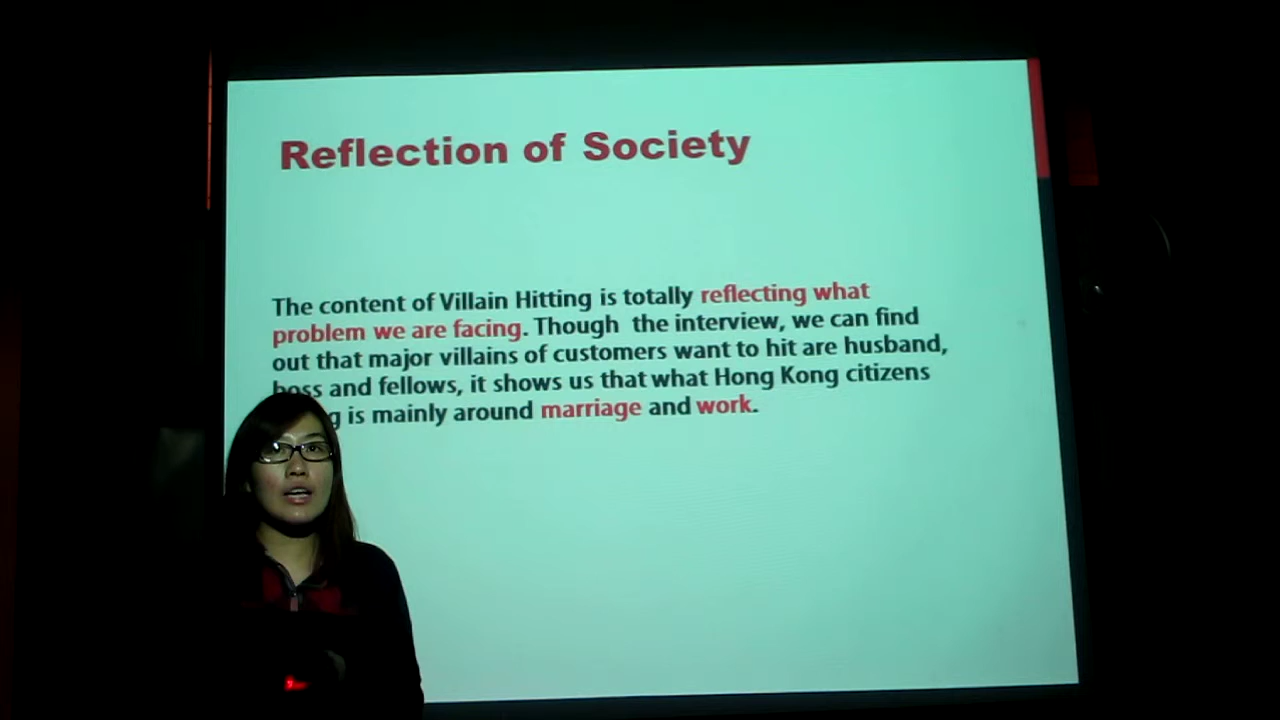 Reflection of Society
The content of Villain Hitting is totally reflecting what
problem we are facing. Though the interview, we can find
out that major villains of customers want to hit are husband,
boss and fellows, it shows us that what Hong Kong citizens
is mainly around marriage and work.